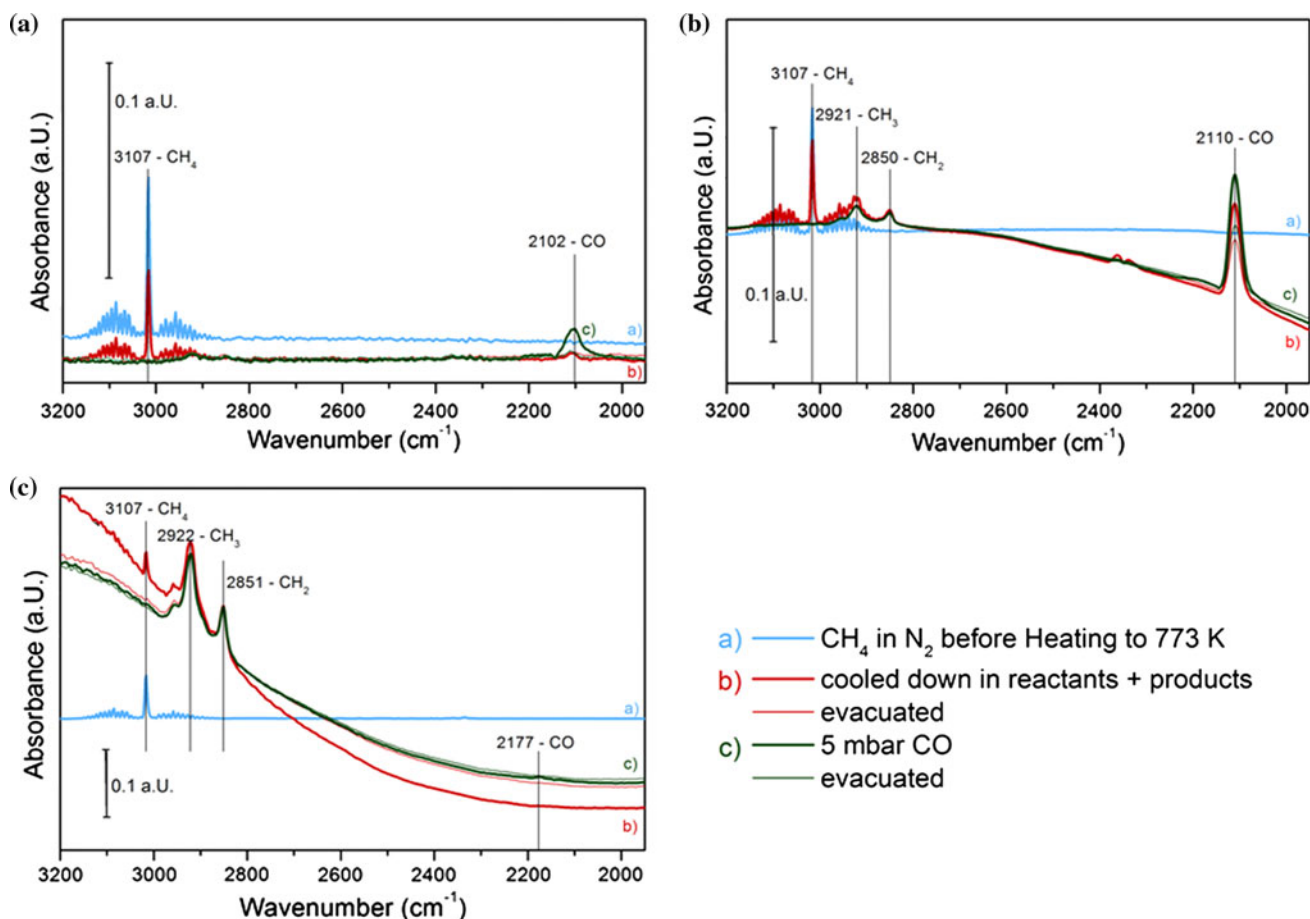 (a)
0.1 a.U.
3107 - CH₄
2102 - CO
a)
c)
b)
Absorbance (a.U.)
3200 3000 2800 2600 2400 2200 2000
Wavenumber (cm⁻¹)
(b)
3107 - CH₄
2921 - CH₃
2850 - CH₂
2110 - CO
a)
0.1 a.U.
c)
b)
Absorbance (a.U.)
3200 3000 2800 2600 2400 2200 2000
Wavenumber (cm⁻¹)
(c)
3107 - CH₄
2922 - CH₃
2851 - CH₂
a)
2177 - CO
c)
0.1 a.U.
b)
Absorbance (a.U.)
3200 3000 2800 2600 2400 2200 2000
Wavenumber (cm⁻¹)
a) CH₄ in N₂ before Heating to 773 K
b) cooled down in reactants + products
evacuated
c) 5 mbar CO
evacuated